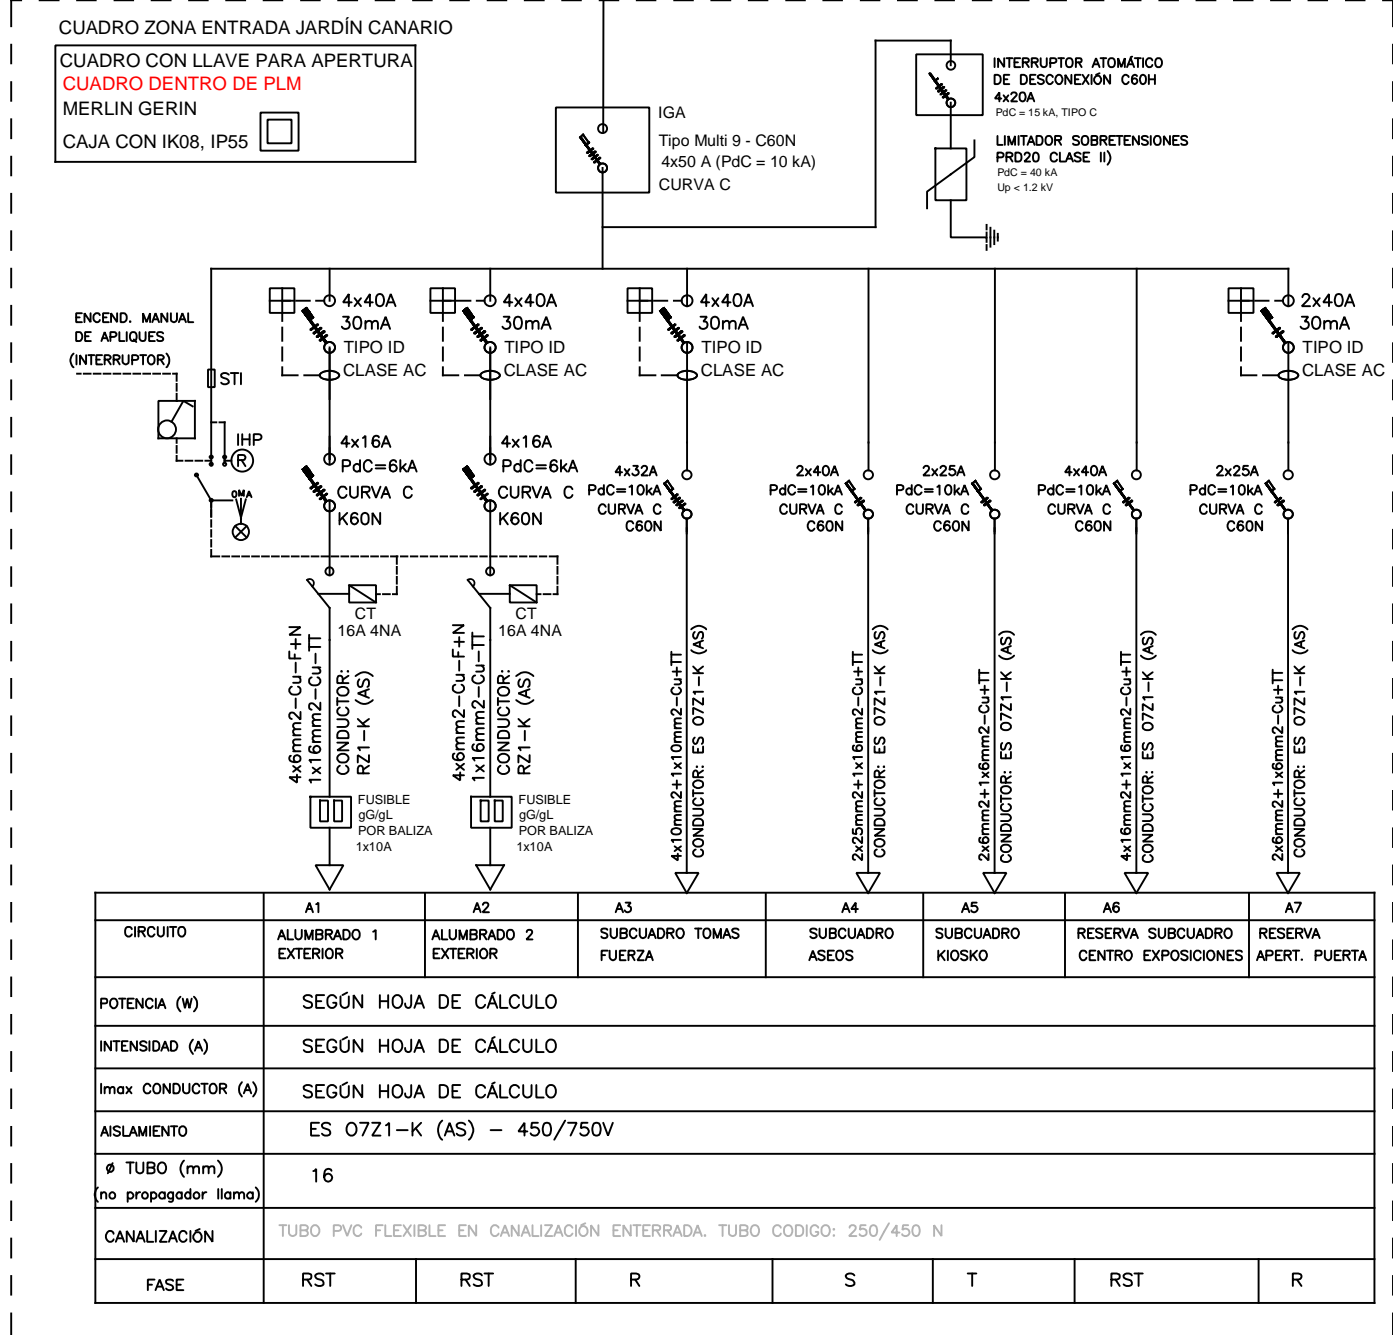 CUADRO ZONA ENTRADA JARDÍN CANARIO
CUADRO CON LLAVE PARA APERTURA
CUADRO DENTRO DE PLM
MERLIN GERIN
CAJA CON IK08, IP55
IGA
Tipo Multi 9 - C60N
4x50 A (PdC = 10 kA)
CURVA C
INTERRUPTOR ATOMÁTICO
DE DESCONEXIÓN C60H
4x20A
PdC = 15 kA, TIPO C
LIMITADOR SOBRETENSIONES
PRD20 CLASE II)
PdC = 40 kA
Up < 1.2 kV
ENCEND. MANUAL
DE APLIQUES
(INTERRUPTOR)
STI
IHP
R
OMA
4x40A
30mA
TIPO ID
CLASE AC
4x16A
PdC=6kA
CURVA C
K60N
CT
16A 4NA
4x6mm2-Cu-F+N
1x16mm2-Cu-TT
CONDUCTOR:
RZ1-K (AS)
FUSIBLE
gG/gL
POR BALIZA
1x10A
4x40A
30mA
TIPO ID
CLASE AC
4x16A
PdC=6kA
CURVA C
K60N
CT
16A 4NA
4x6mm2-Cu-F+N
1x16mm2-Cu-TT
CONDUCTOR:
RZ1-K (AS)
FUSIBLE
gG/gL
POR BALIZA
1x10A
4x40A
30mA
TIPO ID
CLASE AC
4x32A
PdC=10kA
CURVA C
C60N
4x10mm2+1x10mm2-Cu+TT
CONDUCTOR: ES 07Z1-K (AS)
2x40A
PdC=10kA
CURVA C
C60N
2x25mm2+1x16mm2-Cu+TT
CONDUCTOR: ES 07Z1-K (AS)
2x25A
PdC=10kA
CURVA C
C60N
2x6mm2+1x6mm2-Cu+TT
CONDUCTOR: ES 07Z1-K (AS)
4x40A
PdC=10kA
CURVA C
C60N
4x16mm2+1x16mm2-Cu+TT
CONDUCTOR: ES 07Z1-K (AS)
2x40A
30mA
TIPO ID
CLASE AC
2x25A
PdC=10kA
CURVA C
C60N
2x6mm2+1x6mm2-Cu+TT
CONDUCTOR: ES 07Z1-K (AS)
A1 A2 A3 A4 A5 A6 A7
CIRCUITO
ALUMBRADO 1
EXTERIOR
ALUMBRADO 2
EXTERIOR
SUBCUADRO TOMAS
FUERZA
SUBCUADRO
ASEOS
SUBCUADRO
KIOSKO
RESERVA SUBCUADRO
CENTRO EXPOSICIONES
RESERVA
APERT. PUERTA
POTENCIA (W) SEGÚN HOJA DE CÁLCULO
INTENSIDAD (A) SEGÚN HOJA DE CÁLCULO
Imax CONDUCTOR (A) SEGÚN HOJA DE CÁLCULO
AISLAMIENTO ES 07Z1-K (AS) - 450/750V
ø TUBO (mm) 16
(no propagador llama)
CANALIZACIÓN TUBO PVC FLEXIBLE EN CANALIZACIÓN ENTERRADA. TUBO CODIGO: 250/450 N
FASE RST RST R S T RST R